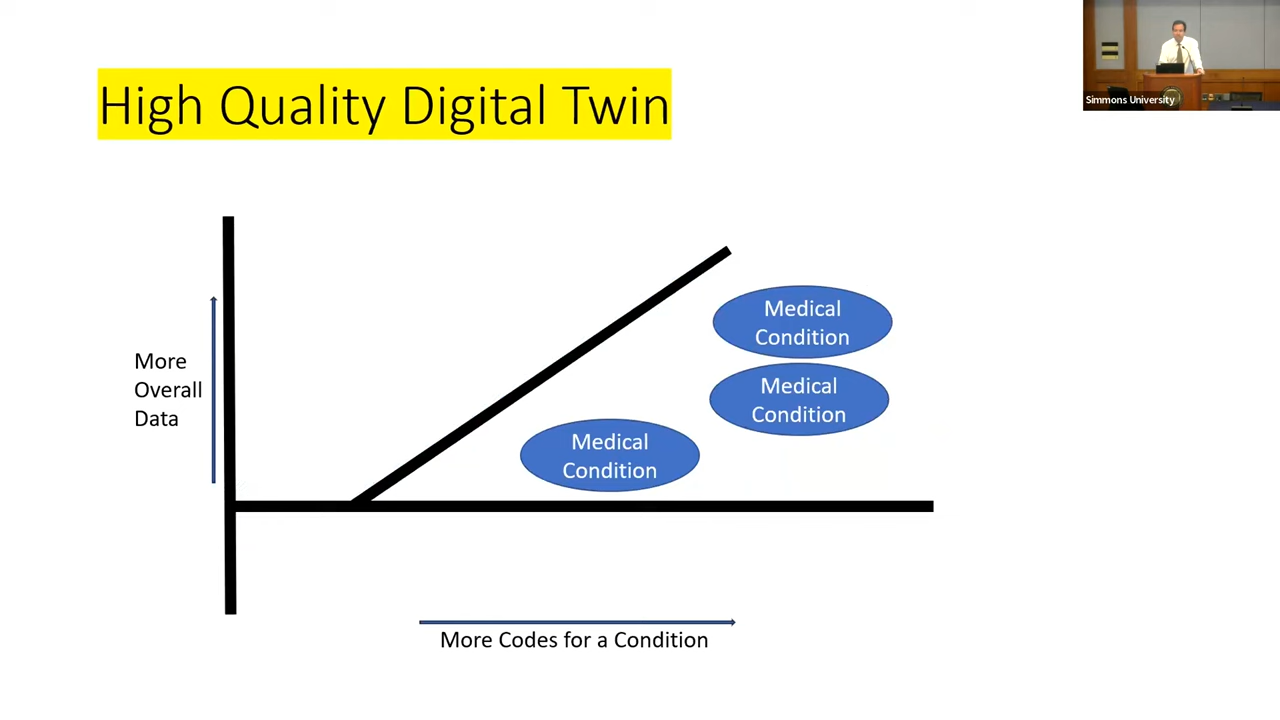 High Quality Digital Twin
Simmons University
Medical
Condition
More
Overall
Data
Medical
Condition
Medical
Condition
More Codes for a Condition